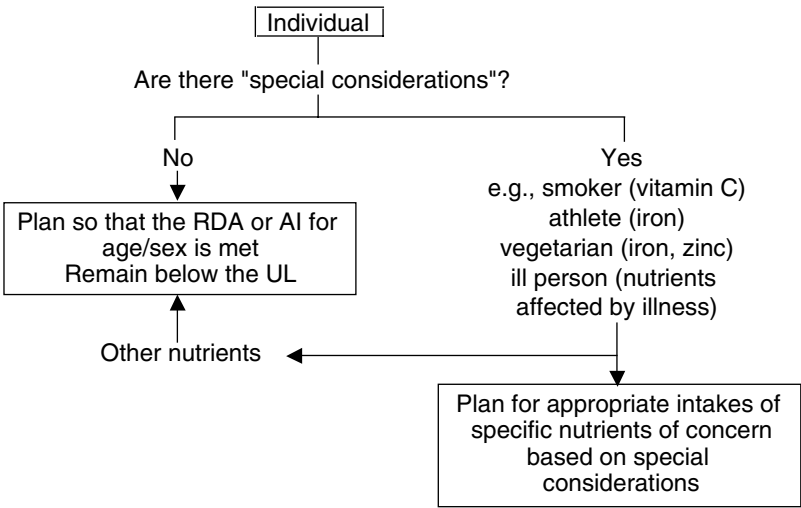 Individual
Are there "special considerations"?
No
Plan so that the RDA or AI for
age/sex is met
Remain below the UL
Yes
e.g., smoker (vitamin C)
athlete (iron)
vegetarian (iron, zinc)
ill person (nutrients
affected by illness)
Other nutrients
Plan for appropriate intakes of
specific nutrients of concern
based on special
considerations